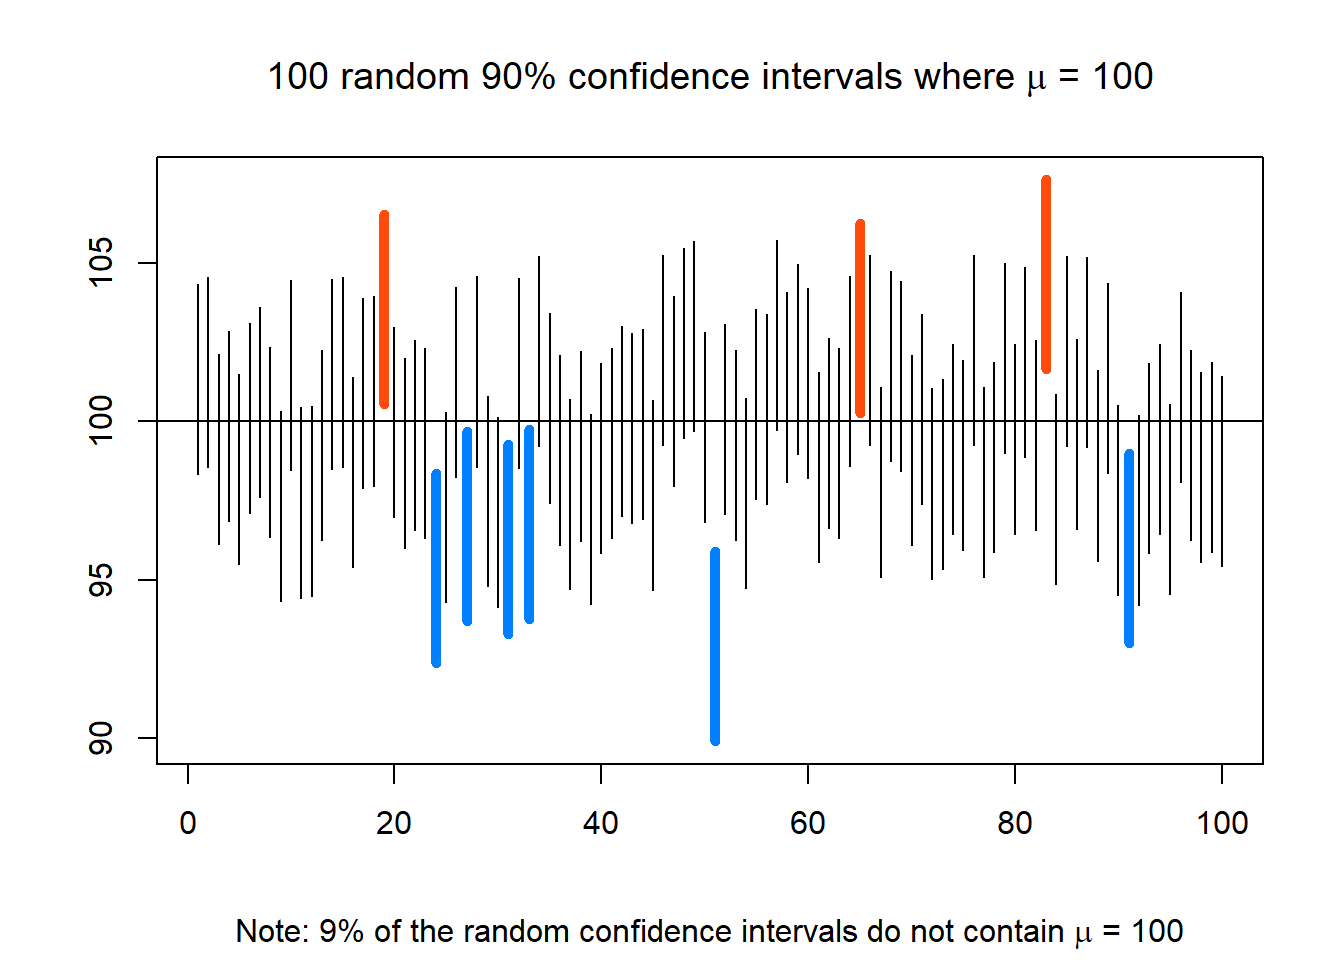 100 random 90% confidence intervals where μ = 100
105
100
95
90
0 20 40 60 80 100
Note: 9% of the random confidence intervals do not contain μ = 100